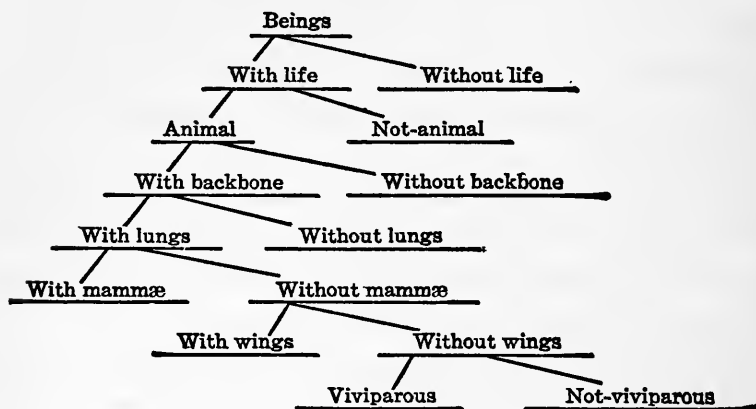 Beings
With life Without life
Animal Not-animal
With backbone Without backbone
With lungs Without lungs
With mammæ Without mammæ
With wings Without wings
Viviparous Not-viviparous